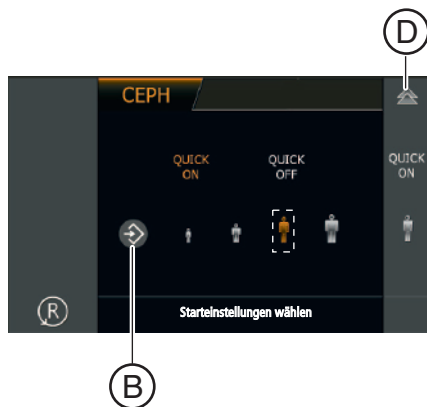 D
CEPH
QUICK
ON
QUICK
OFF
QUICK
ON
R
Starteinstellungen wählen
B